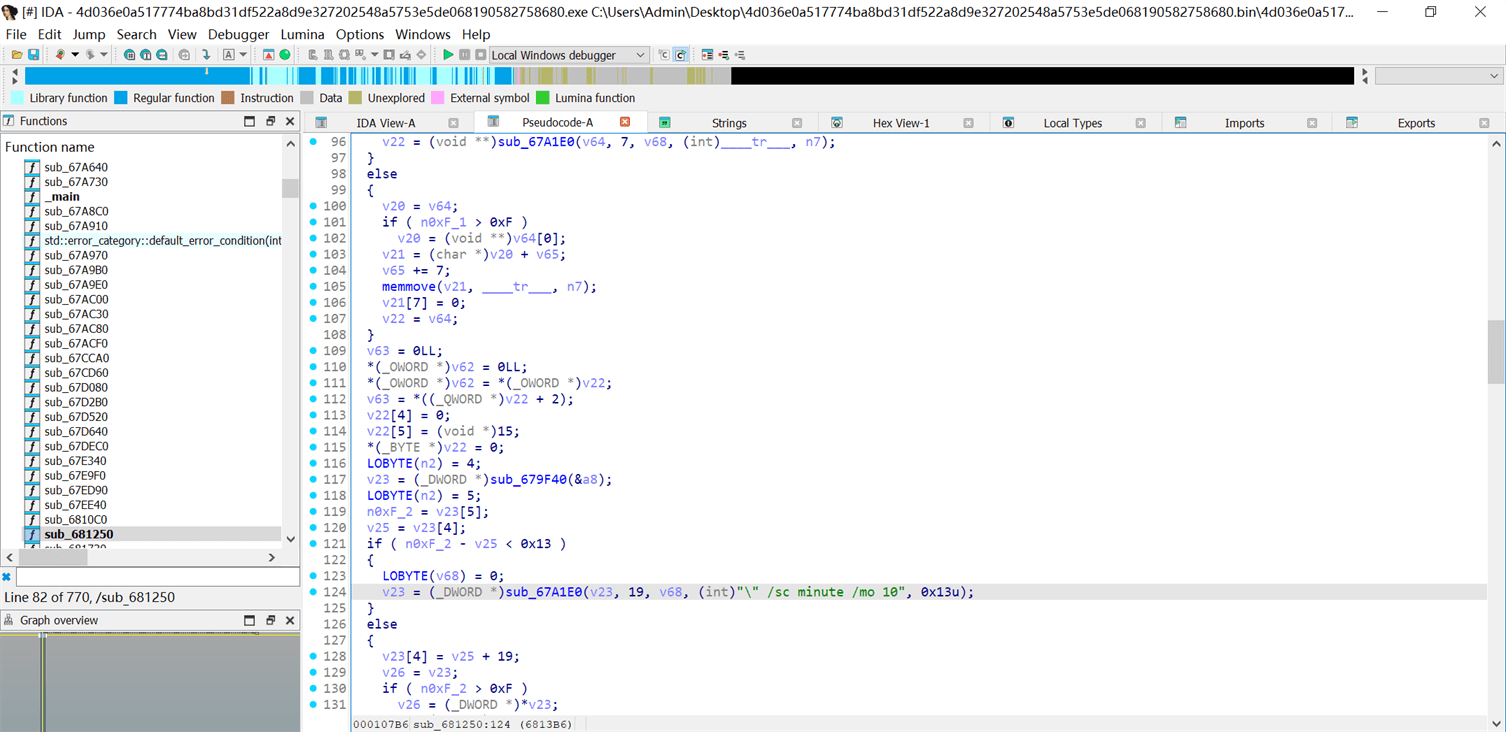 [#] IDA - 4d036e0a517774ba8bd31df522a8d9e327202548a5753e5de068190582758680.exe C:\Users\Admin\Desktop\4d036e0a517774ba8bd31df522a8d9e327202548a5753e5de068190582758680.bin\4d036e0a517...
File Edit Jump Search View Debugger Lumina Options Windows Help
Local Windows debugger
Library function Regular function Instruction Data Unexplored External symbol Lumina function
Functions
Function name
f sub_67A640
f sub_67A730
f _main
f sub_67A8C0
f sub_67A910
f std::error_category::default_error_condition(int
f sub_67A970
f sub_67A9B0
f sub_67A9E0
f sub_67AC00
f sub_67AC30
f sub_67AC80
f sub_67ACF0
f sub_67CCA0
f sub_67CD60
f sub_67D080
f sub_67D2B0
f sub_67D520
f sub_67D640
f sub_67DEC0
f sub_67E340
f sub_67E9F0
f sub_67ED90
f sub_67EE40
f sub_6810C0
f sub_681250
Line 82 of 770, /sub_681250
Graph overview
IDA View-A Pseudocode-A Strings Hex View-1 Local Types Imports Exports
96 v22 = (void **)sub_67A1E0(v64, 7, v68, (int)____tr___, n7);
97 }
98 else
99 {
100 v20 = v64;
101 if ( n0xF_1 > 0xF )
102 v20 = (void **)v64[0];
103 v21 = (char *)v20 + v65;
104 v65 += 7;
105 memmove(v21, ____tr___, n7);
106 v21[7] = 0;
107 v22 = v64;
108 }
109 v63 = 0LL;
110 *(_OWORD *)v62 = 0LL;
111 *(_OWORD *)v62 = *(_OWORD *)v22;
112 v63 = *((_QWORD *)v22 + 2);
113 v22[4] = 0;
114 v22[5] = (void *)15;
115 *(_BYTE *)v22 = 0;
116 LOBYTE(n2) = 4;
117 v23 = (_DWORD *)sub_679F40(&a8);
118 LOBYTE(n2) = 5;
119 n0xF_2 = v23[5];
120 v25 = v23[4];
121 if ( n0xF_2 - v25 < 0x13 )
122 {
123 LOBYTE(v68) = 0;
124 v23 = (_DWORD *)sub_67A1E0(v23, 19, v68, (int)"\" /sc minute /mo 10", 0x13u);
125 }
126 else
127 {
128 v23[4] = v25 + 19;
129 v26 = v23;
130 if ( n0xF_2 > 0xF )
131 v26 = (_DWORD *)*v23;
000107B6 sub_681250:124 (6813B6)